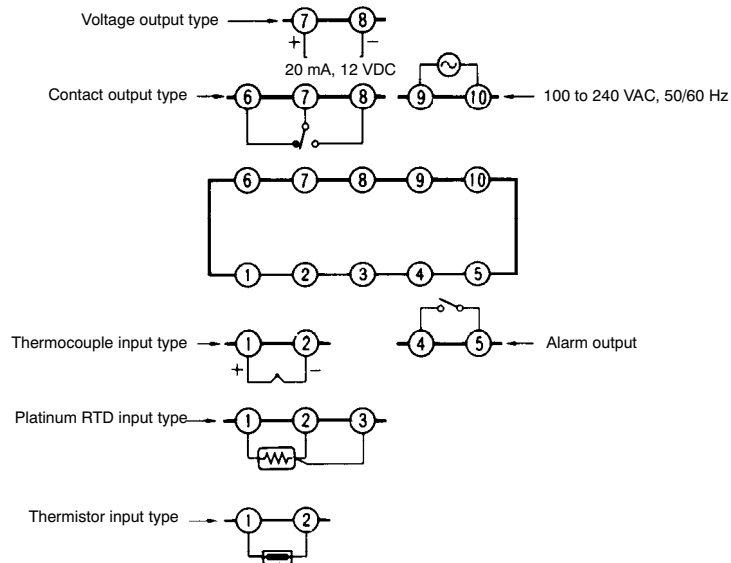 Voltage output type 7 8
+ −
20 mA, 12 VDC
Contact output type 6 7 8 9 10 100 to 240 VAC, 50/60 Hz
6 7 8 9 10
1 2 3 4 5
Thermocouple input type 1 2 4 5 Alarm output
+ −
Platinum RTD input type 1 2 3
Thermistor input type 1 2